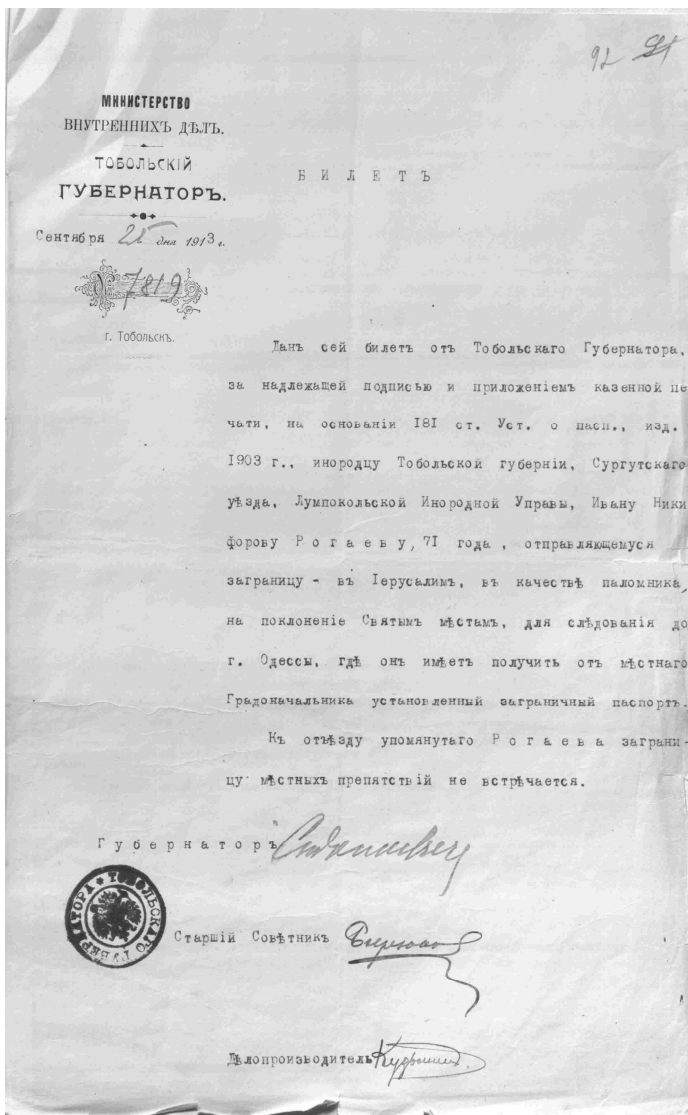 92
МИНИСТЕРСТВО
ВНУТРЕННИХЪ ДѢЛЪ.
ТОБОЛЬСКІЙ
ГУБЕРНАТОРЪ.
Сентября 25 дня 1913 г.
№ 7819
г. Тобольскъ.
БИЛЕТЪ
Данъ сей билетъ отъ Тобольскаго Губернатора,
за надлежащей подписью и приложеніемъ казенной пе
чати, на основаніи 181 ст. Уст. о пасп., изд.
1903 г., инородцу Тобольской губерніи, Сургутскаго
уѣзда, Лумпокольской Инородной Управы, Ивану Ники
форову Рогаеву, 71 года, отправляющемуся
заграницу - въ Іерусалимъ, въ качествѣ паломника,
на поклоненіе Святымъ мѣстамъ, для слѣдованія до
г. Одессы, гдѣ онъ имѣетъ получить отъ мѣстнаго
Градоначальника установленный заграничный паспортъ.
Къ отъѣзду упомянутаго Рогаева заграни-
цу мѣстныхъ препятствій не встрѣчается.
Губернаторъ
ТОБОЛЬСКАГО ГУБЕРНАТОРА
Старшій Совѣтникъ
Дѣлопроизводитель